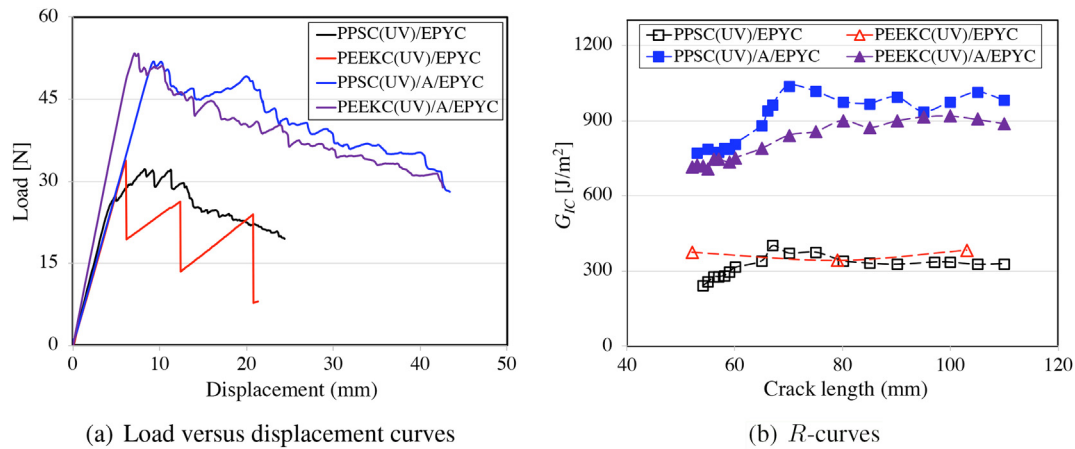 60
45
30
15
0
Load [N]
PPSC(UV)/EPYC
PEEKC(UV)/EPYC
PPSC(UV)/A/EPYC
PEEKC(UV)/A/EPYC
0 10 20 30 40 50
Displacement (mm)
(a) Load versus displacement curves
1200
900
600
300
0
G_IC [J/m²]
PPSC(UV)/EPYC PEEKC(UV)/EPYC
PPSC(UV)/A/EPYC PEEKC(UV)/A/EPYC
40 60 80 100 120
Crack length (mm)
(b) R-curves